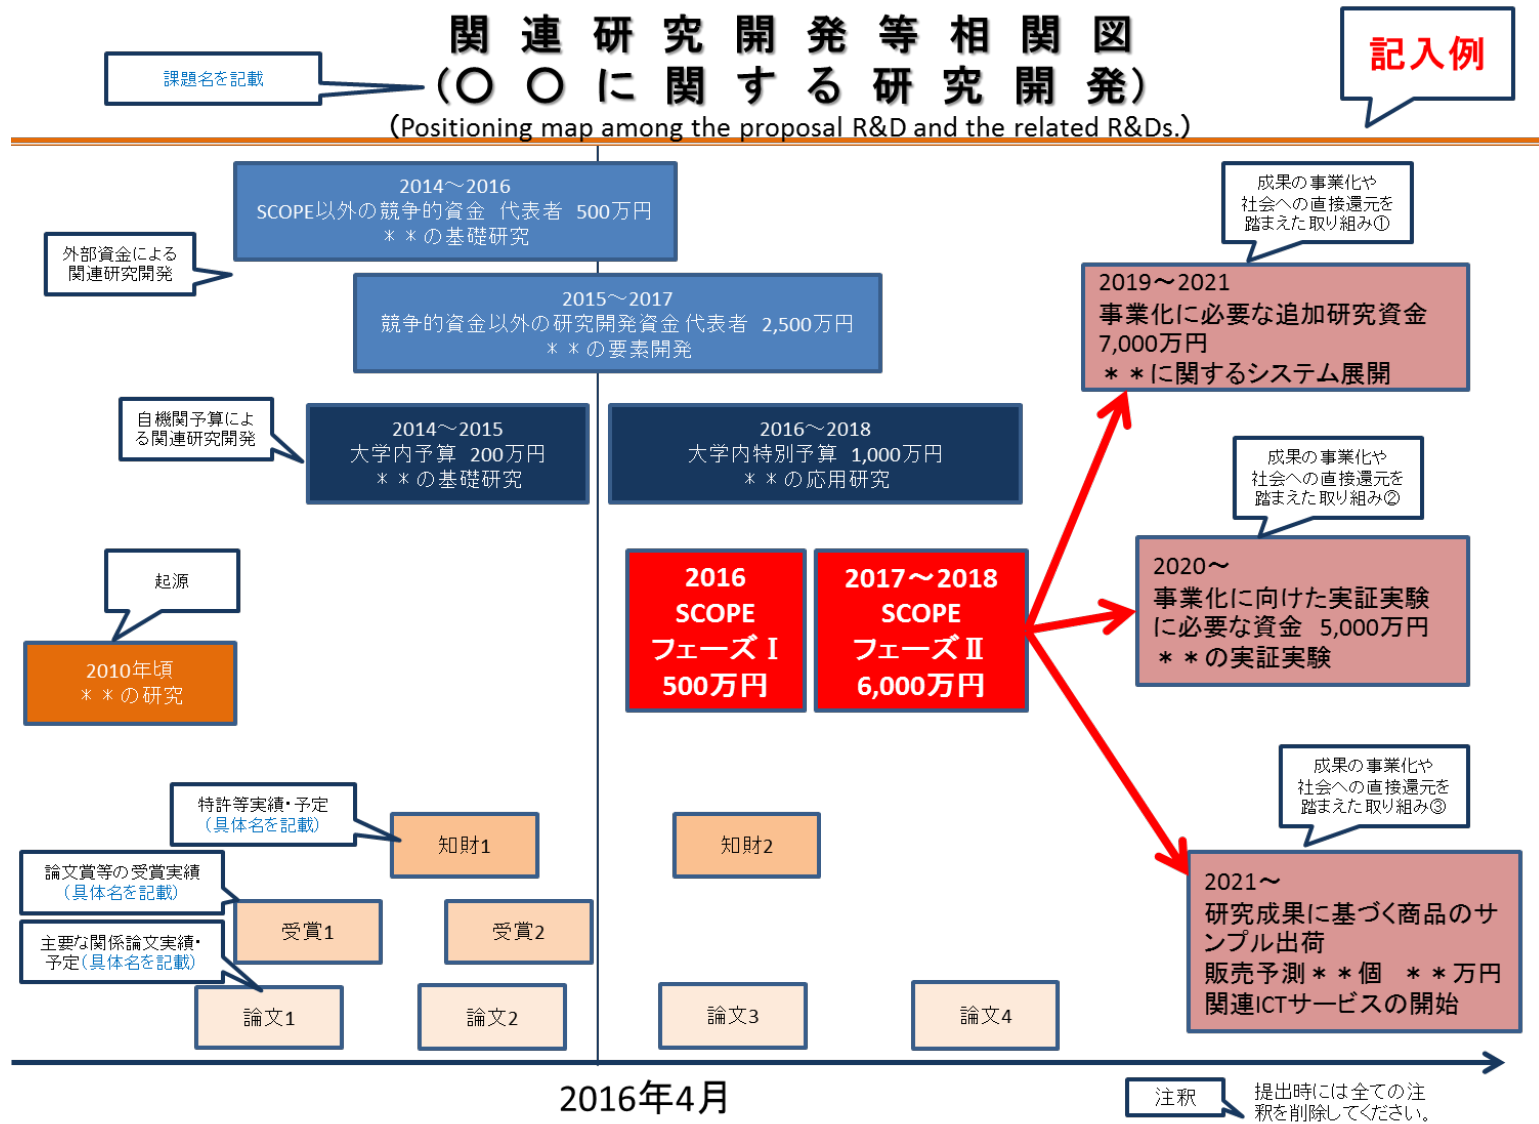 関連研究開発等相関図
(〇〇に関する研究開発)
(Positioning map among the proposal R&D and the related R&Ds.)
課題名を記載
記入例
2014～2016
SCOPE以外の競争的資金 代表者 500万円
＊＊の基礎研究
外部資金による
関連研究開発
2015～2017
競争的資金以外の研究開発資金 代表者 2,500万円
＊＊の要素開発
成果の事業化や
社会への直接還元を
踏まえた取り組み①
2019～2021
事業化に必要な追加研究資金
7,000万円
＊＊に関するシステム展開
自機関予算によ
る関連研究開発
2014～2015
大学内予算 200万円
＊＊の基礎研究
2016～2018
大学内特別予算 1,000万円
＊＊の応用研究
成果の事業化や
社会への直接還元を
踏まえた取り組み②
2020～
事業化に向けた実証実験
に必要な資金 5,000万円
＊＊の実証実験
起源
2010年頃
＊＊の研究
2016
SCOPE
フェーズⅠ
500万円
2017～2018
SCOPE
フェーズⅡ
6,000万円
成果の事業化や
社会への直接還元を
踏まえた取り組み③
2021～
研究成果に基づく商品のサ
ンプル出荷
販売予測＊＊個 ＊＊万円
関連ICTサービスの開始
特許等実績・予定
(具体名を記載)
知財1
知財2
論文賞等の受賞実績
(具体名を記載)
受賞1
受賞2
主要な関係論文実績・
予定(具体名を記載)
論文1
論文2
論文3
論文4
2016年4月
注釈
提出時には全ての注
釈を削除してください。